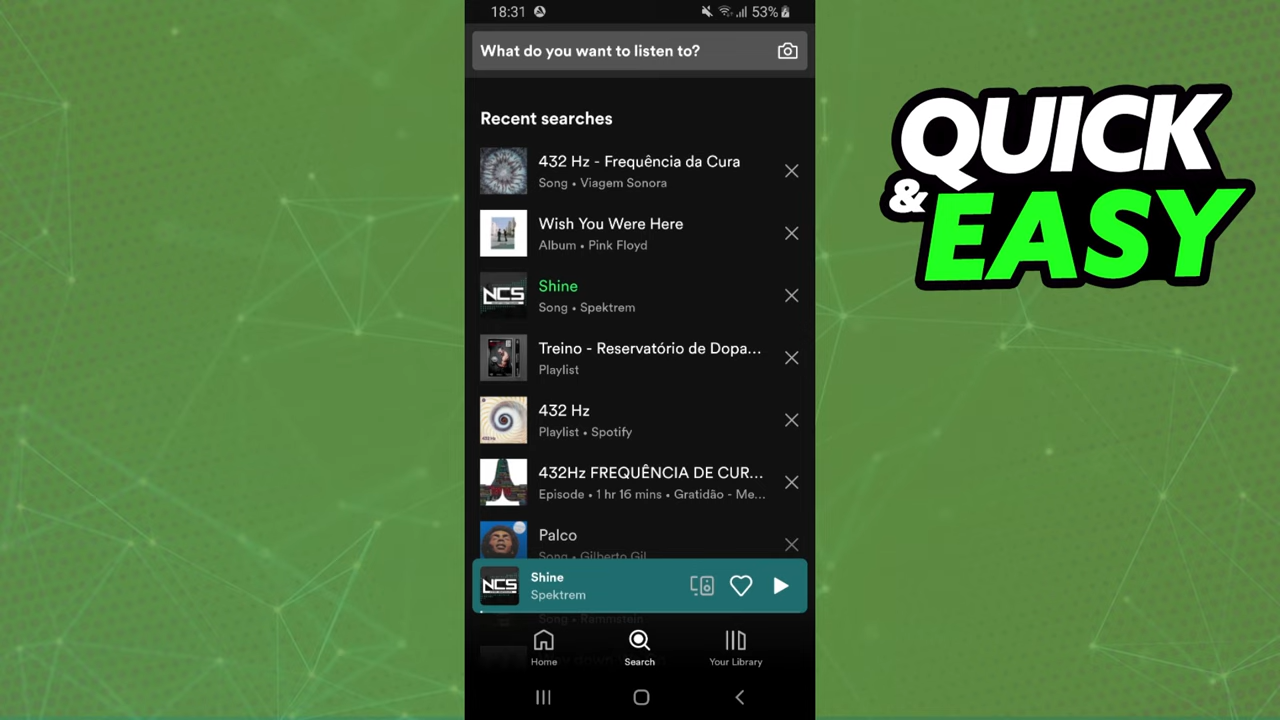 18:31
53%
What do you want to listen to?
Recent searches
432 Hz - Frequência da Cura
Song • Viagem Sonora
Wish You Were Here
Album • Pink Floyd
NCS
Shine
Song • Spektrem
Treino - Reservatório de Dopa...
Playlist
432 Hz
Playlist • Spotify
432Hz FREQUÊNCIA DE CUR...
Episode • 1 hr 16 mins • Gratidão - Me...
Palco
Song • Gilberto Gil
NCS
Shine
Spektrem
Song • Rammstein
Home
Search
Your Library
QUICK
& EASY